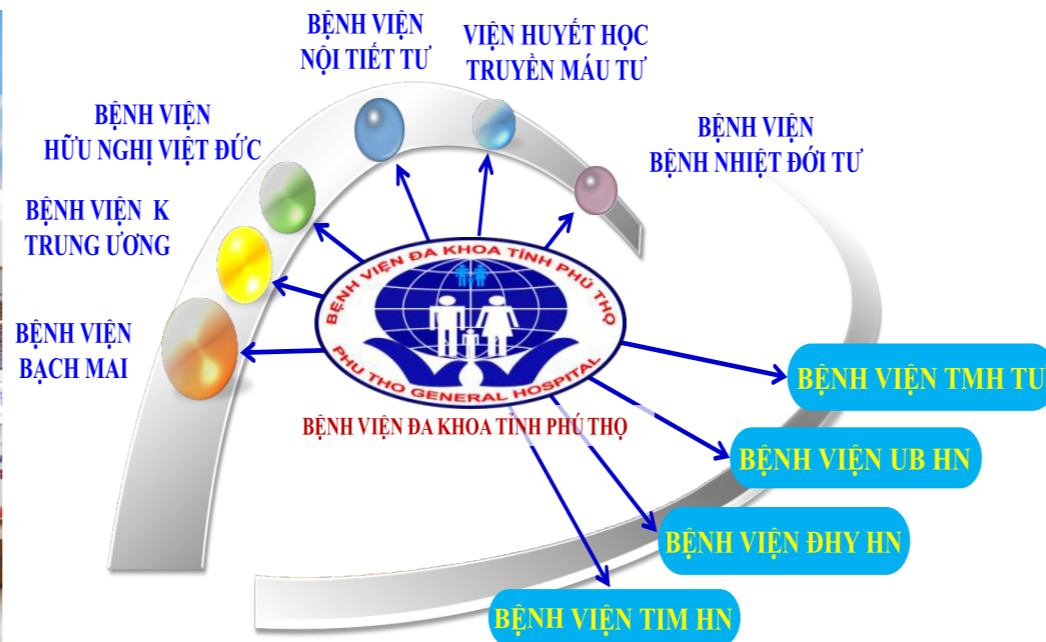 BỆNH VIỆN
NỘI TIẾT TƯ
VIỆN HUYẾT HỌC
TRUYỀN MÁU TƯ
BỆNH VIỆN
HỮU NGHỊ VIỆT ĐỨC
BỆNH VIỆN
BỆNH NHIỆT ĐỚI TƯ
BỆNH VIỆN K
TRUNG ƯƠNG
BỆNH VIỆN
BẠCH MAI
BỆNH VIỆN ĐA KHOA TỈNH PHÚ THỌ
PHU THO GENERAL HOSPITAL
BỆNH VIỆN ĐA KHOA TỈNH PHÚ THỌ
BỆNH VIỆN TMH TƯ
BỆNH VIỆN UB HN
BỆNH VIỆN ĐHY HN
BỆNH VIỆN TIM HN